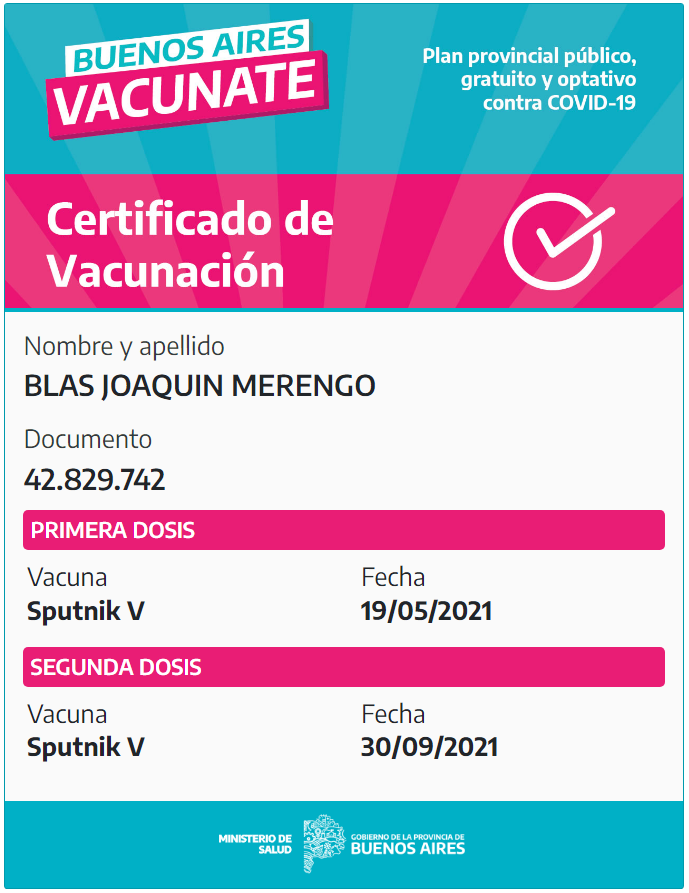 BUENOS AIRES
VACUNATE
Plan provincial público,
gratuito y optativo
contra COVID-19
Certificado de
Vacunación
Nombre y apellido
BLAS JOAQUIN MERENGO
Documento
42.829.742
PRIMERA DOSIS
Vacuna Fecha
Sputnik V 19/05/2021
SEGUNDA DOSIS
Vacuna Fecha
Sputnik V 30/09/2021
MINISTERIO DE
SALUD
GOBIERNO DE LA PROVINCIA DE
BUENOS AIRES